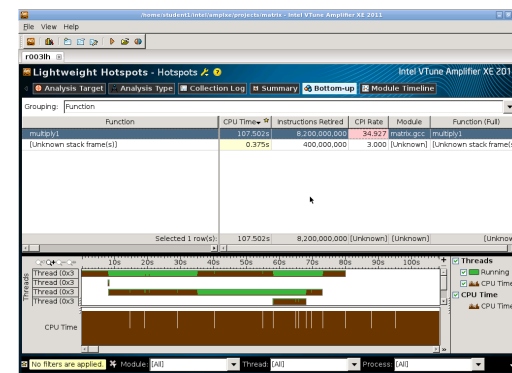 /home/student1/intel/amplxe/projects/matrix - Intel VTune Amplifier XE 2011
File View Help
r003lh
Lightweight Hotspots - Hotspots
Intel VTune Amplifier XE 201
Analysis Target Analysis Type Collection Log Summary Bottom-up Module Timeline
Grouping: Function
Function CPU Time Instructions Retired CPI Rate Module Function (Full)
multiply1 107.502s 8,200,000,000 34.927 matrix.gcc multiply1
[Unknown stack frame(s)] 0.375s 400,000,000 3.000 [Unknown] [Unknown stack frame(s
Selected 1 row(s): 107.502s 8,200,000,000 [Unknown] [Unknown] [Unknow
10s 20s 30s 40s 50s 60s 70s 80s 90s 100s
Threads
Thread (0x3
Thread (0x3
Thread (0x3
Thread (0x3
CPU Time
Threads
Running
CPU Time
CPU Time
CPU Time
No filters are applied. Module: [All] Thread: [All] Process: [All]